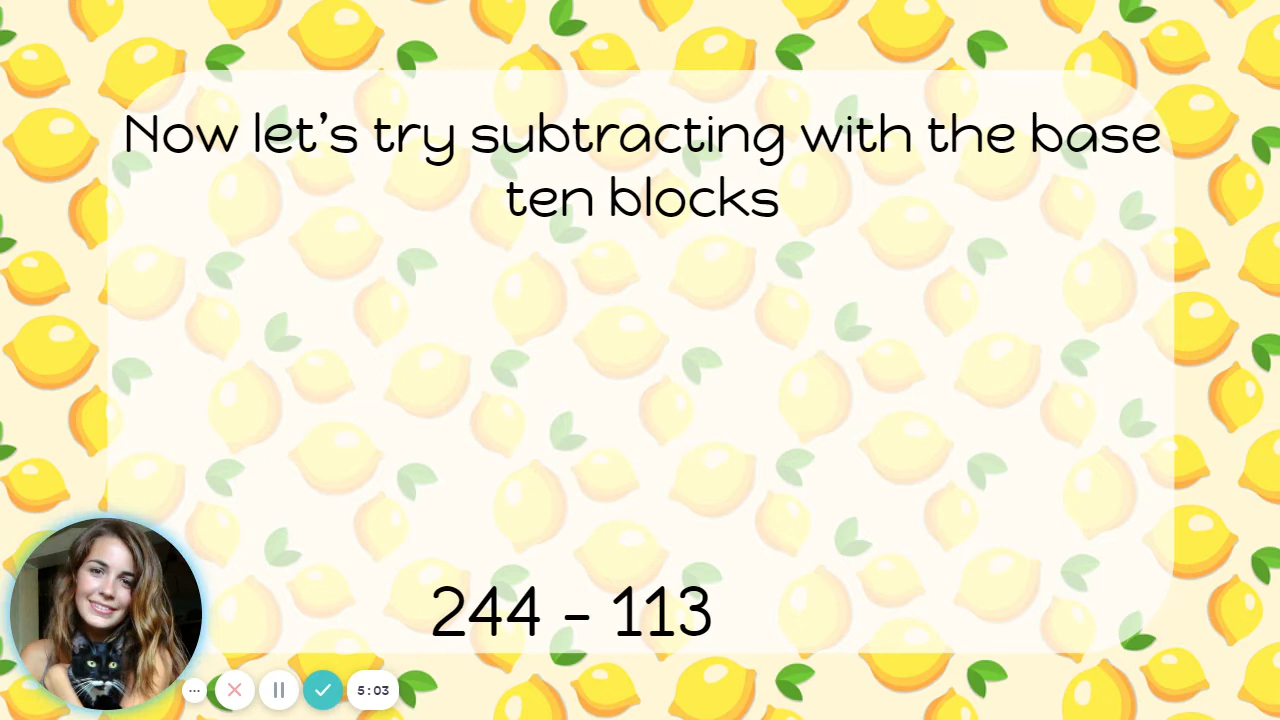 Now let's try subtracting with the base
ten blocks
244 - 113
5:03